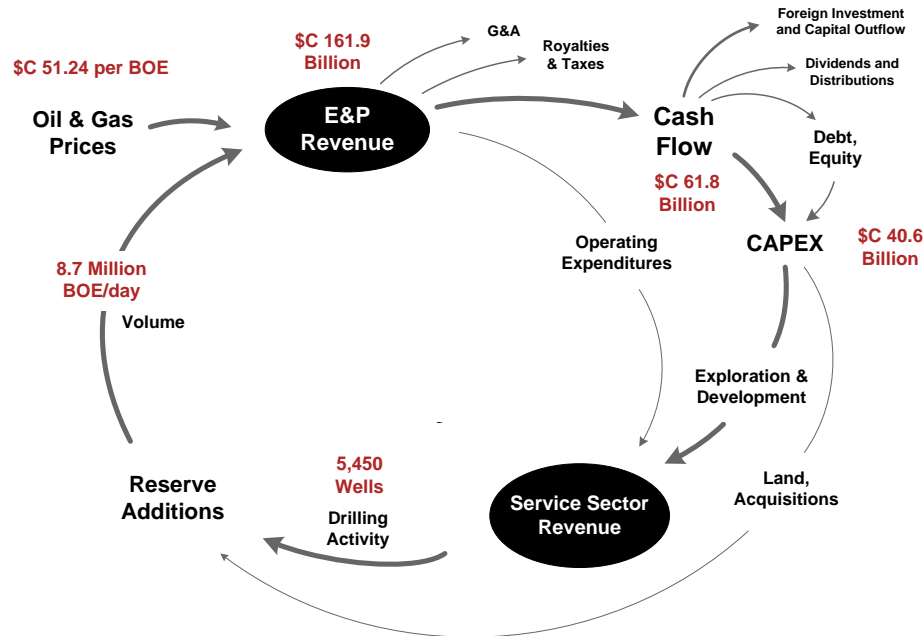 Foreign Investment
and Capital Outflow
G&A
$C 161.9
Billion
Royalties
& Taxes
$C 51.24 per BOE
Dividends and
Distributions
Oil & Gas
Prices
E&P
Revenue
Cash
Flow
Debt,
Equity
$C 61.8
Billion
CAPEX
$C 40.6
Billion
Operating
Expenditures
8.7 Million
BOE/day
Volume
Exploration &
Development
5,450
Wells
Reserve
Additions
Drilling
Activity
Service Sector
Revenue
Land,
Acquisitions